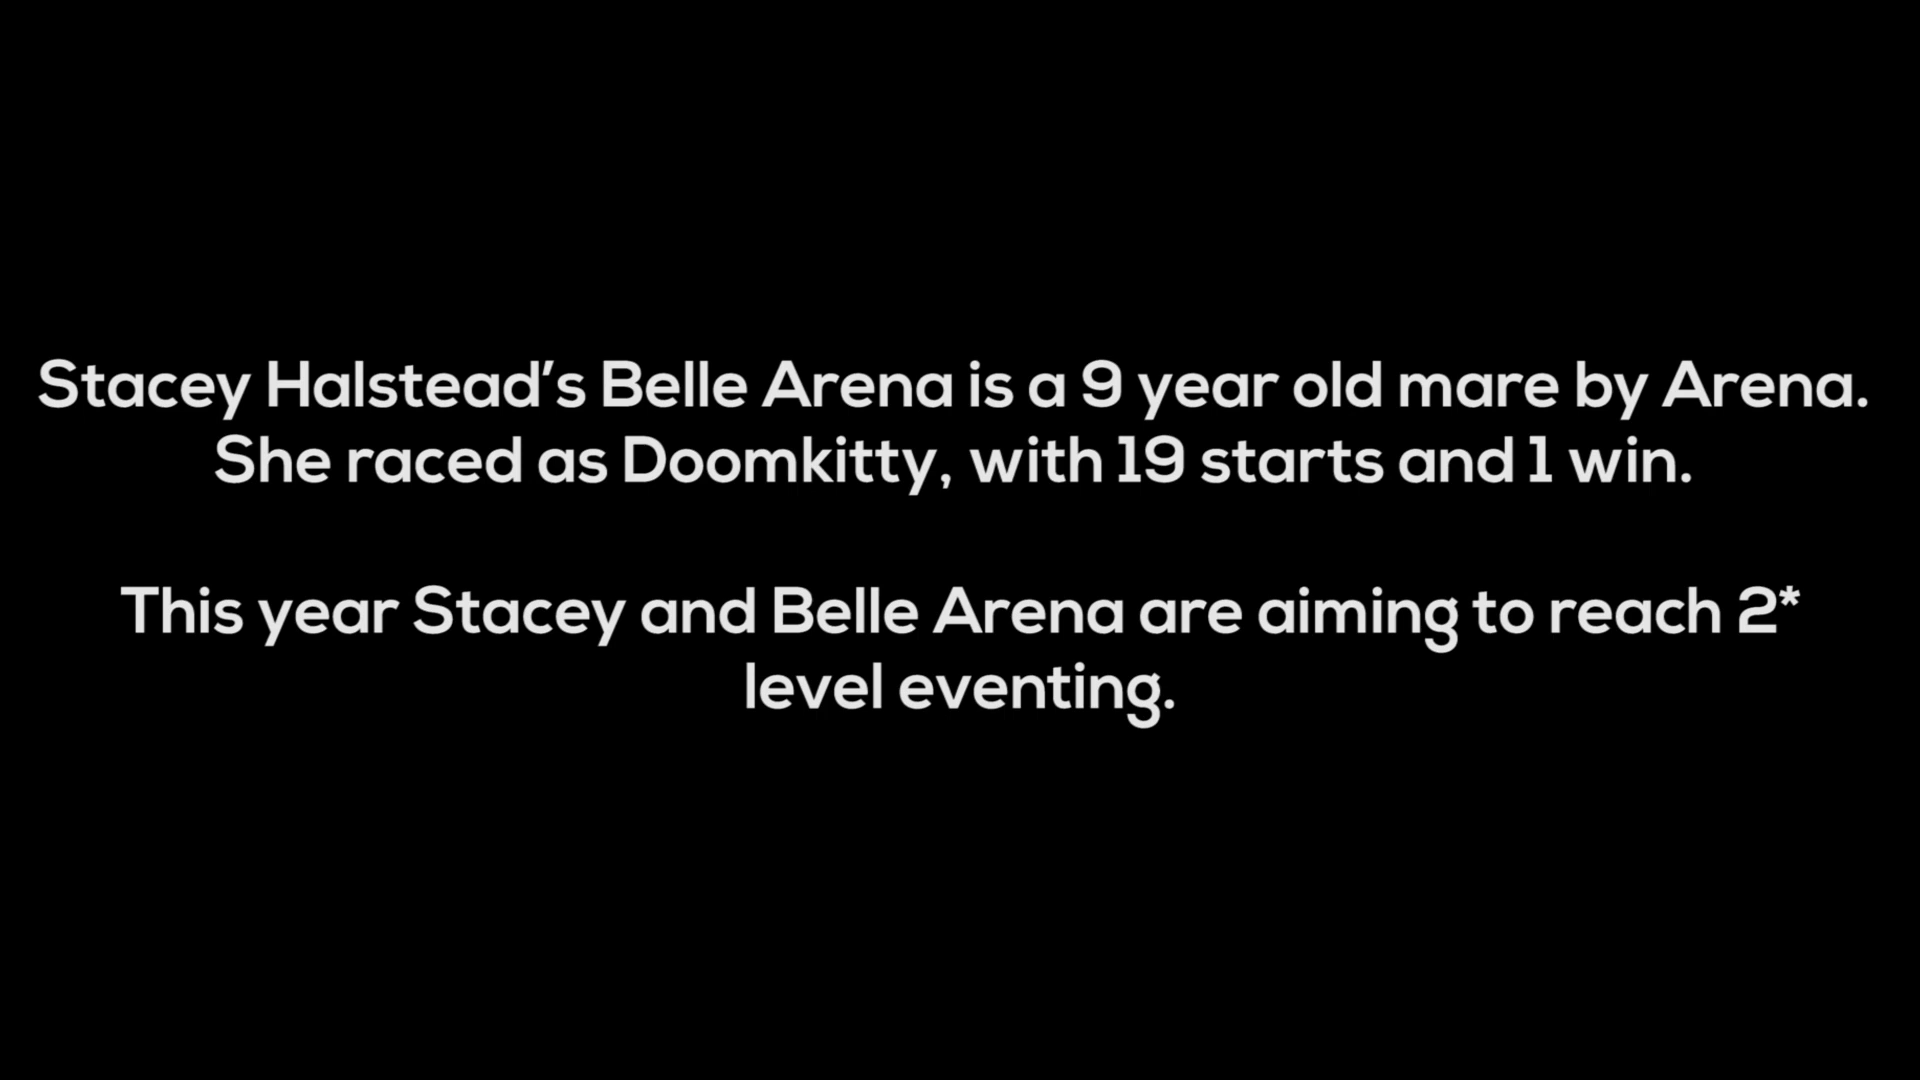 Stacey Halstead’s Belle Arena is a 9 year old mare by Arena.
She raced as Doomkitty, with 19 starts and 1 win.
This year Stacey and Belle Arena are aiming to reach 2*
level eventing.